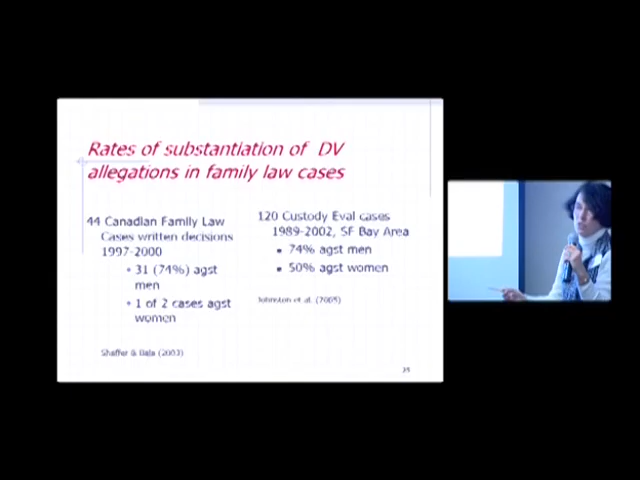 Rates of substantiation of DV
allegations in family law cases
44 Canadian Family Law
Cases written decisions
1997-2000
• 31 (74%) agst
men
• 1 of 2 cases agst
women
Shaffer & Bala (2003)
120 Custody Eval cases
1989-2002, SF Bay Area
• 74% agst men
• 50% agst women
Johnston et al. (2005)